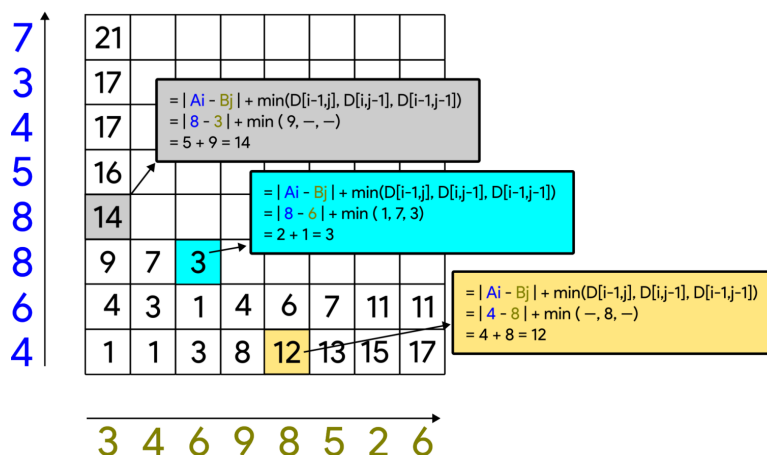 7 21
3 17
= | Ai - Bj | + min(D[i-1,j], D[i,j-1], D[i-1,j-1])
= | 8 - 3 | + min ( 9, –, –)
= 5 + 9 = 14
4 17
5 16
= | Ai - Bj | + min(D[i-1,j], D[i,j-1], D[i-1,j-1])
= | 8 - 6 | + min ( 1, 7, 3)
= 2 + 1 = 3
8 14
8 9 7 3
= | Ai - Bj | + min(D[i-1,j], D[i,j-1], D[i-1,j-1])
= | 4 - 8 | + min ( –, 8, –)
= 4 + 8 = 12
6 4 3 1 4 6 7 11 11
4 1 1 3 8 12 13 15 17
3 4 6 9 8 5 2 6